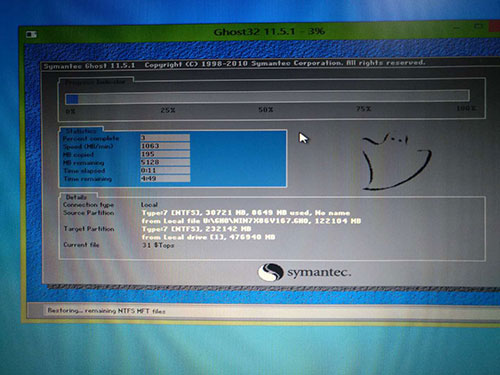 Ghost32 11.5.1 - 3%
Symantec Ghost 11.5.1 Copyright (C) 1998-2010 Symantec Corporation. All rights reserved.
Progress Indicator
0% 25% 50% 75% 100%
Statistics
Percent complete 3
Speed (MB/min) 1063
MB copied 195
MB remaining 5128
Time elapsed 0:11
Time remaining 4:49
Details
Connection type Local
Source Partition Type:7 [NTFS], 30721 MB, 8649 MB used, No name
from Local file U:\GHO\WIN7X86V167.GHO, 122104 MB
Target Partition Type:7 [NTFS], 232142 MB
from Local drive [1], 476940 MB
Current file 31 $Tops
symantec.
Restoring... remaining NTFS MFT files